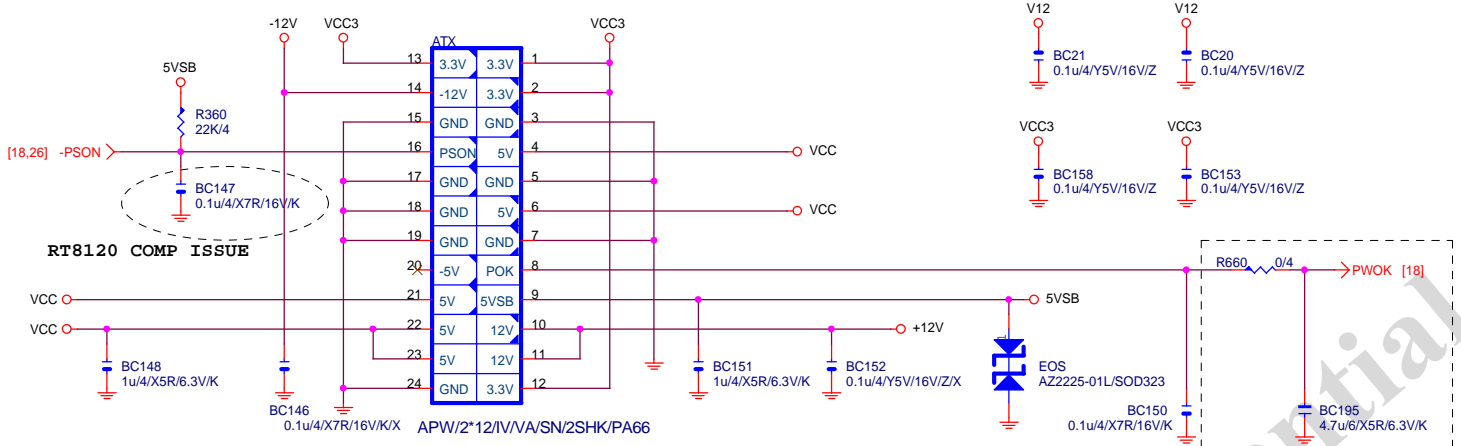 -12V
VCC3
VCC3
V12
V12
ATX
5VSB
R360
22K/4
[18,26] -PSON
BC147
0.1u/4/X7R/16V/K
RT8120 COMP ISSUE
13 3.3V 3.3V 1
14 -12V 3.3V 2
15 GND GND 3
16 PSON 5V 4
17 GND GND 5
18 GND 5V 6
19 GND GND 7
20 -5V POK 8
21 5V 5VSB 9
22 5V 12V 10
23 5V 12V 11
24 GND 3.3V 12
VCC
VCC
VCC
VCC
BC148
1u/4/X5R/6.3V/K
BC146
0.1u/4/X7R/16V/K/X
APW/2*12/IV/VA/SN/2SHK/PA66
BC151
1u/4/X5R/6.3V/K
BC152
0.1u/4/Y5V/16V/Z/X
+12V
5VSB
1
EOS
AZ2225-01L/SOD323
BC21
0.1u/4/Y5V/16V/Z
BC20
0.1u/4/Y5V/16V/Z
VCC3
VCC3
BC158
0.1u/4/Y5V/16V/Z
BC153
0.1u/4/Y5V/16V/Z
R660 0/4
PWOK [18]
BC150
0.1u/4/X7R/16V/K
BC195
4.7u/6/X5R/6.3V/K
ential